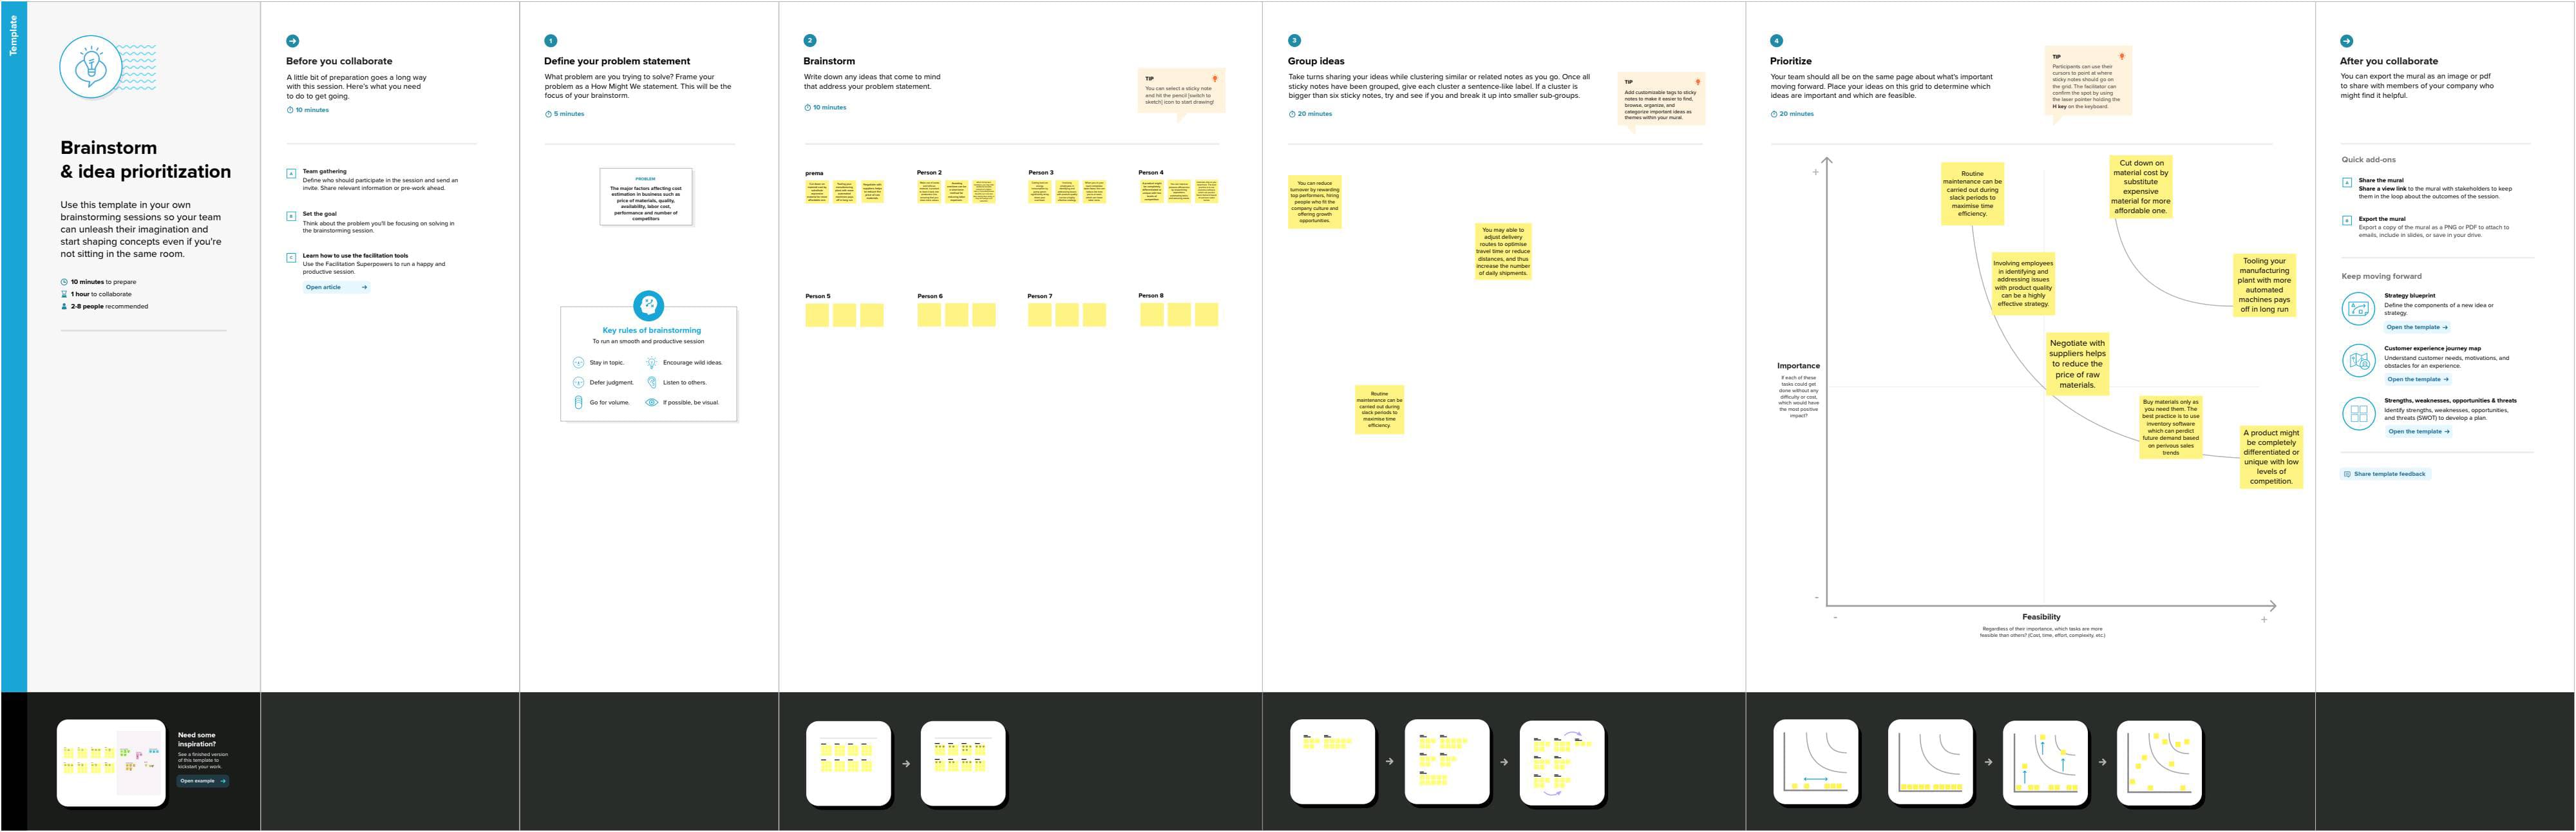 Template
Brainstorm
& idea prioritization
Use this template in your own
brainstorming sessions so your team
can unleash their imagination and
start shaping concepts even if you're
not sitting in the same room.
10 minutes to prepare
1 hour to collaborate
2-8 people recommended
Need some
inspiration?
See a finished version
of this template to
kickstart your work.
Open example
Before you collaborate
A little bit of preparation goes a long way
with this session. Here's what you need
to do to get going.
10 minutes
A
Team gathering
Define who should participate in the session and send an
invite. Share relevant information or pre-work ahead.
B
Set the goal
Think about the problem you'll be focusing on solving in
the brainstorming session.
C
Learn how to use the facilitation tools
Use the Facilitation Superpowers to run a happy and
productive session.
Open article
1
Define your problem statement
What problem are you trying to solve? Frame your
problem as a How Might We statement. This will be the
focus of your brainstorm.
5 minutes
PROBLEM
The major factors affecting cost
estimation in business such as
price of materials, quality,
availability, labor cost,
performance and number of
competitors
Key rules of brainstorming
To run an smooth and productive session
Stay in topic.
Encourage wild ideas.
Defer judgment.
Listen to others.
Go for volume.
If possible, be visual.
2
Brainstorm
Write down any ideas that come to mind
that address your problem statement.
10 minutes
TIP
You can select a sticky note
and hit the pencil [switch to
sketch] icon to start drawing!
prema
Person 2
Person 3
Person 4
Person 5
Person 6
Person 7
Person 8
3
Group ideas
Take turns sharing your ideas while clustering similar or related notes as you go. Once all
sticky notes have been grouped, give each cluster a sentence-like label. If a cluster is
bigger than six sticky notes, try and see if you and break it up into smaller sub-groups.
20 minutes
TIP
Add customizable tags to sticky
notes to make it easier to find,
browse, organize, and
categorize important ideas as
themes within your mural.
You can reduce
turnover by rewarding
top performers, hiring
people who fit the
company culture and
offering growth
opportunities.
You may able to
adjust delivery
routes to optimise
travel time or reduce
distances, and thus
increase the number
of daily shipments.
Routine
maintenance can be
carried out during
slack periods to
maximise time
efficiency.
4
Prioritize
Your team should all be on the same page about what's important
moving forward. Place your ideas on this grid to determine which
ideas are important and which are feasible.
20 minutes
TIP
Participants can use their
cursors to point at where
sticky notes should go on
the grid. The facilitator can
confirm the spot by using
the laser pointer holding the
H key on the keyboard.
+
Routine
maintenance can be
carried out during
slack periods to
maximise time
efficiency.
Cut down on
material cost by
substitute
expensive
material for more
affordable one.
Involving employees
in identifying and
addressing issues
with product quality
can be a highly
effective strategy.
Tooling your
manufacturing
plant with more
automated
machines pays
off in long run
Negotiate with
suppliers helps
to reduce the
price of raw
materials.
Importance
If each of these
tasks could get
done without any
difficulty or cost,
which would have
the most positive
impact?
Buy materials only as
you need them. The
best practice is to use
inventory software
which can perdict
future demand based
on perivous sales
trends
A product might
be completely
differentiated or
unique with low
levels of
competition.
-
-
Feasibility
+
Regardless of their importance, which tasks are more
feasible than others? (Cost, time, effort, complexity, etc.)
After you collaborate
You can export the mural as an image or pdf
to share with members of your company who
might find it helpful.
Quick add-ons
Share the mural
Share a view link to the mural with stakeholders to keep
them in the loop about the outcomes of the session.
Export the mural
Export a copy of the mural as a PNG or PDF to attach to
emails, include in slides, or save in your drive.
Keep moving forward
Strategy blueprint
Define the components of a new idea or
strategy.
Open the template
Customer experience journey map
Understand customer needs, motivations, and
obstacles for an experience.
Open the template
Strengths, weaknesses, opportunities & threats
Identify strengths, weaknesses, opportunities,
and threats (SWOT) to develop a plan.
Open the template
Share template feedback